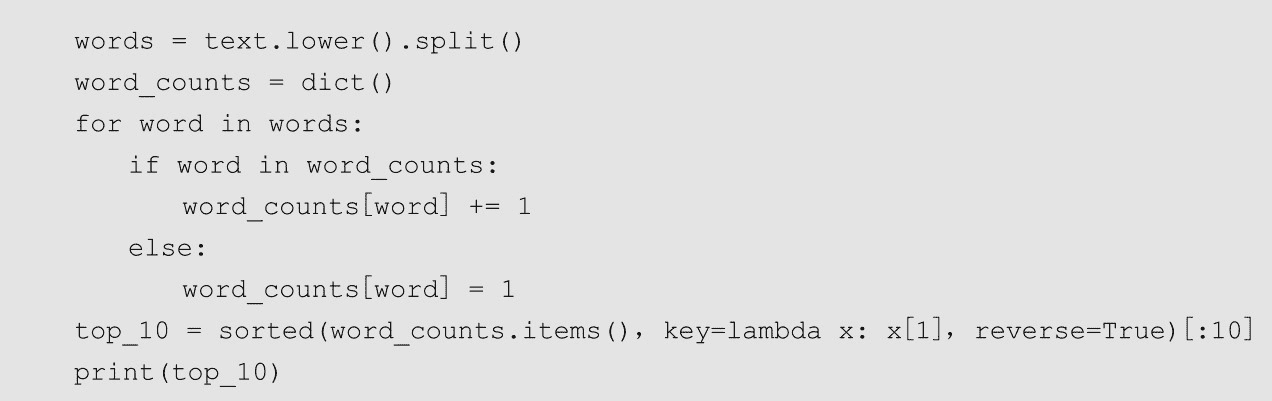 words = text.lower().split()
word_counts = dict()
for word in words:
    if word in word_counts:
        word_counts[word] += 1
    else:
        word_counts[word] = 1
top_10 = sorted(word_counts.items(), key=lambda x: x[1], reverse=True)[:10]
print(top_10)